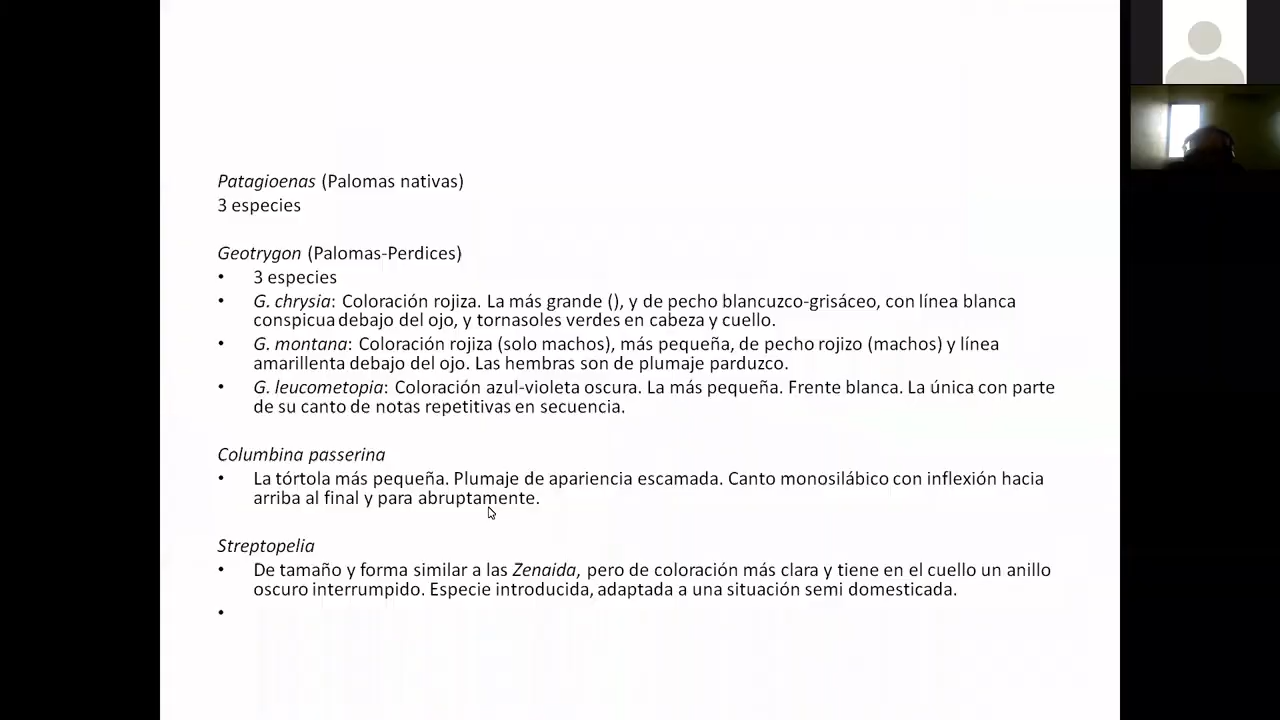 Patagioenas (Palomas nativas)
3 especies
Geotrygon (Palomas-Perdices)
• 3 especies
• G. chrysia: Coloración rojiza. La más grande (), y de pecho blancuzco-grisáceo, con línea blanca
conspicua debajo del ojo, y tornasoles verdes en cabeza y cuello.
• G. montana: Coloración rojiza (solo machos), más pequeña, de pecho rojizo (machos) y línea
amarillenta debajo del ojo. Las hembras son de plumaje parduzco.
• G. leucometopia: Coloración azul-violeta oscura. La más pequeña. Frente blanca. La única con parte
de su canto de notas repetitivas en secuencia.
Columbina passerina
• La tórtola más pequeña. Plumaje de apariencia escamada. Canto monosilábico con inflexión hacia
arriba al final y para abruptamente.
Streptopelia
• De tamaño y forma similar a las Zenaida, pero de coloración más clara y tiene en el cuello un anillo
oscuro interrumpido. Especie introducida, adaptada a una situación semi domesticada.
•